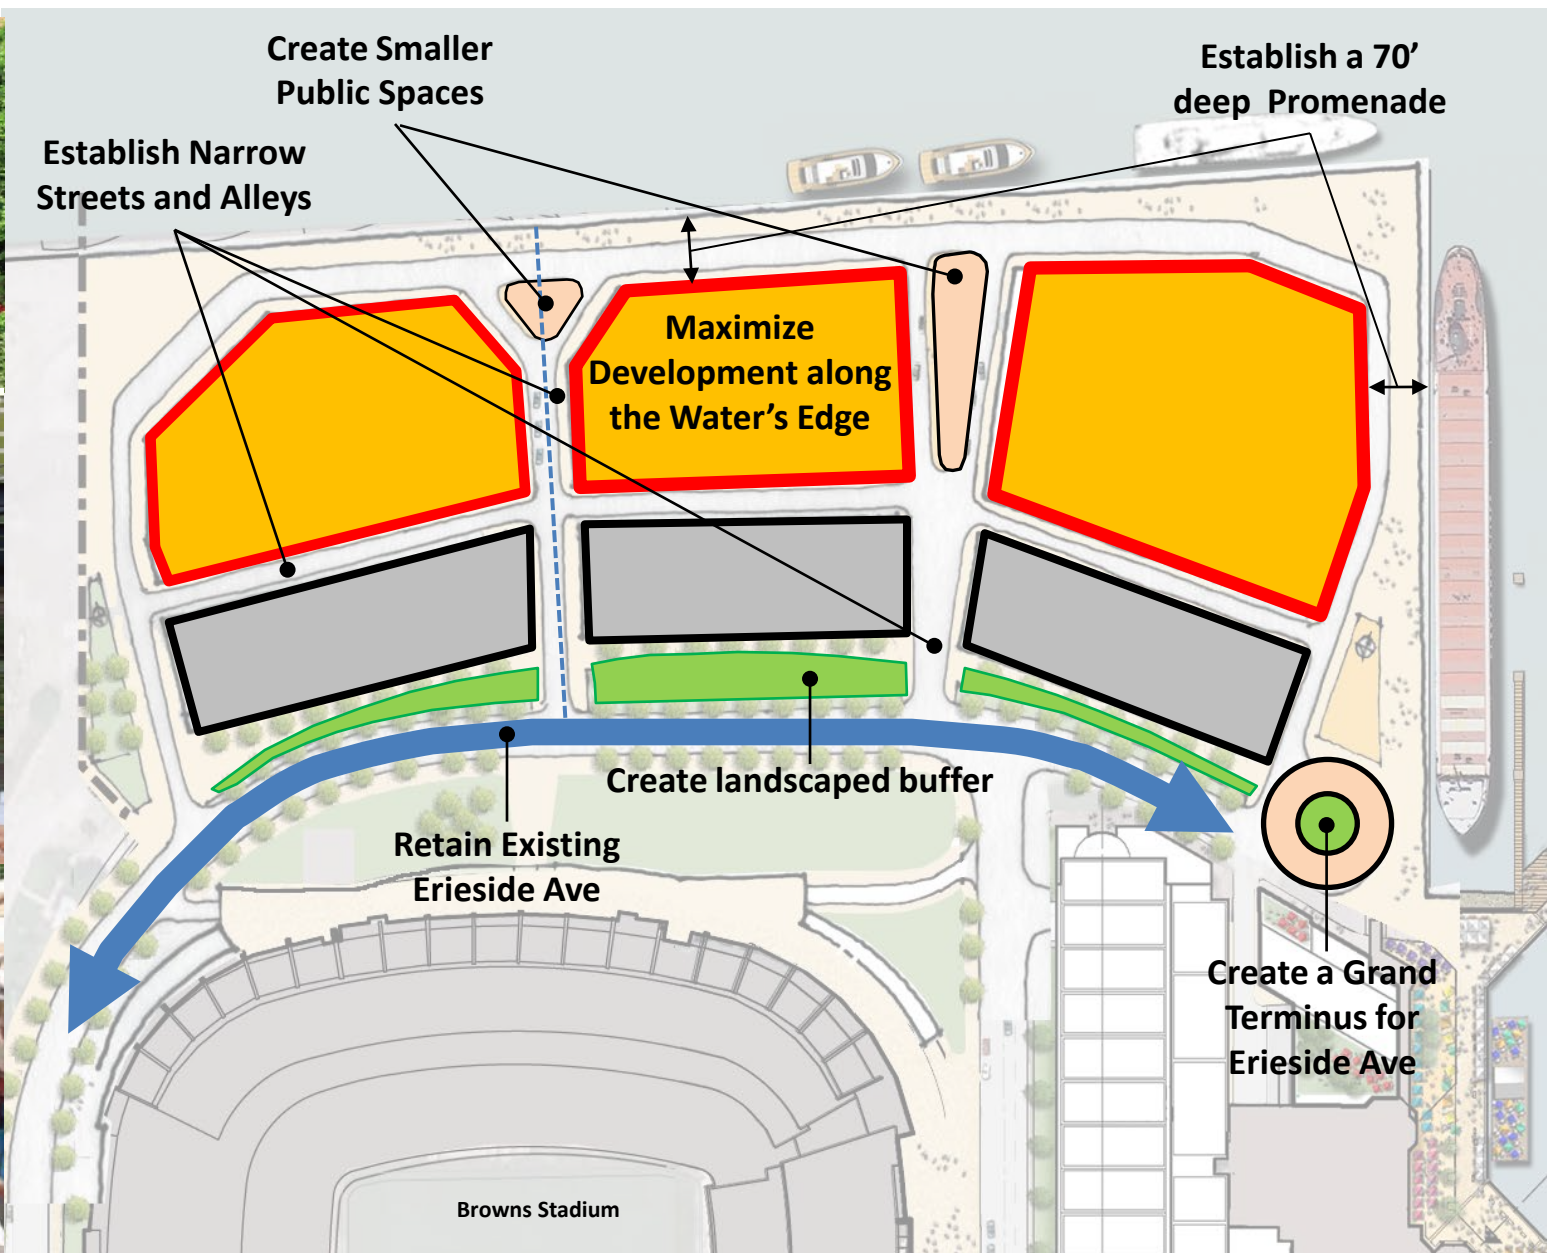 Create Smaller
Public Spaces
Establish a 70’
deep Promenade
Establish Narrow
Streets and Alleys
Maximize
Development along
the Water’s Edge
Create landscaped buffer
Retain Existing
Erieside Ave
Create a Grand
Terminus for
Erieside Ave
Browns Stadium